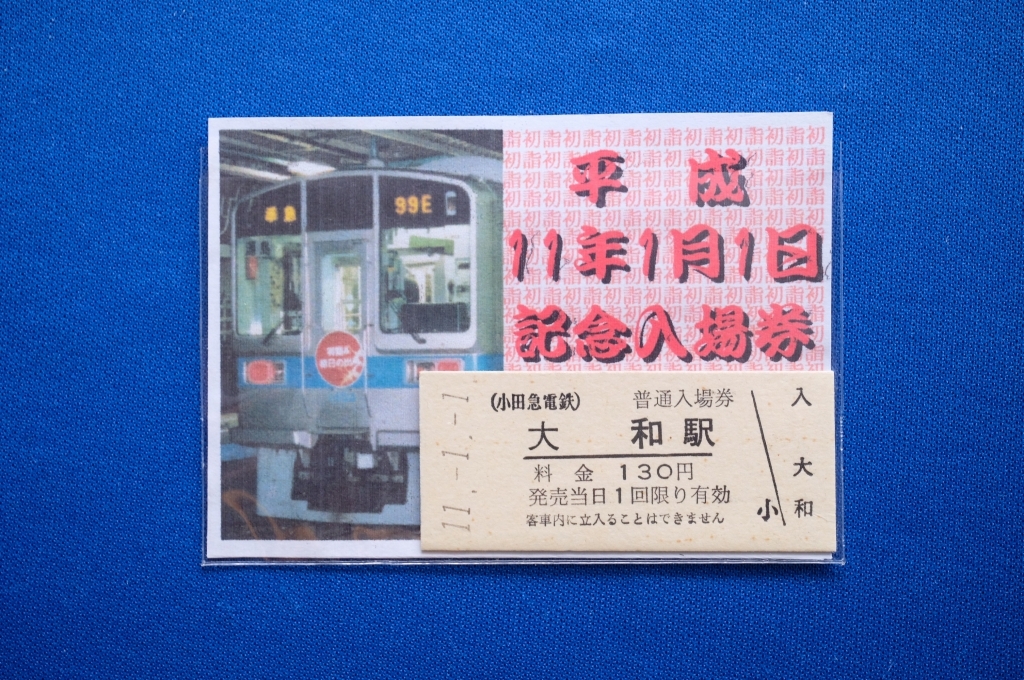 準急
99E
平成
11年1月1日
記念入場券
11.-1.-1
(小田急電鉄) 普通入場券
大和駅
料金 130円
発売当日1回限り有効
客車内に立入ることはできません
小
入
大
和